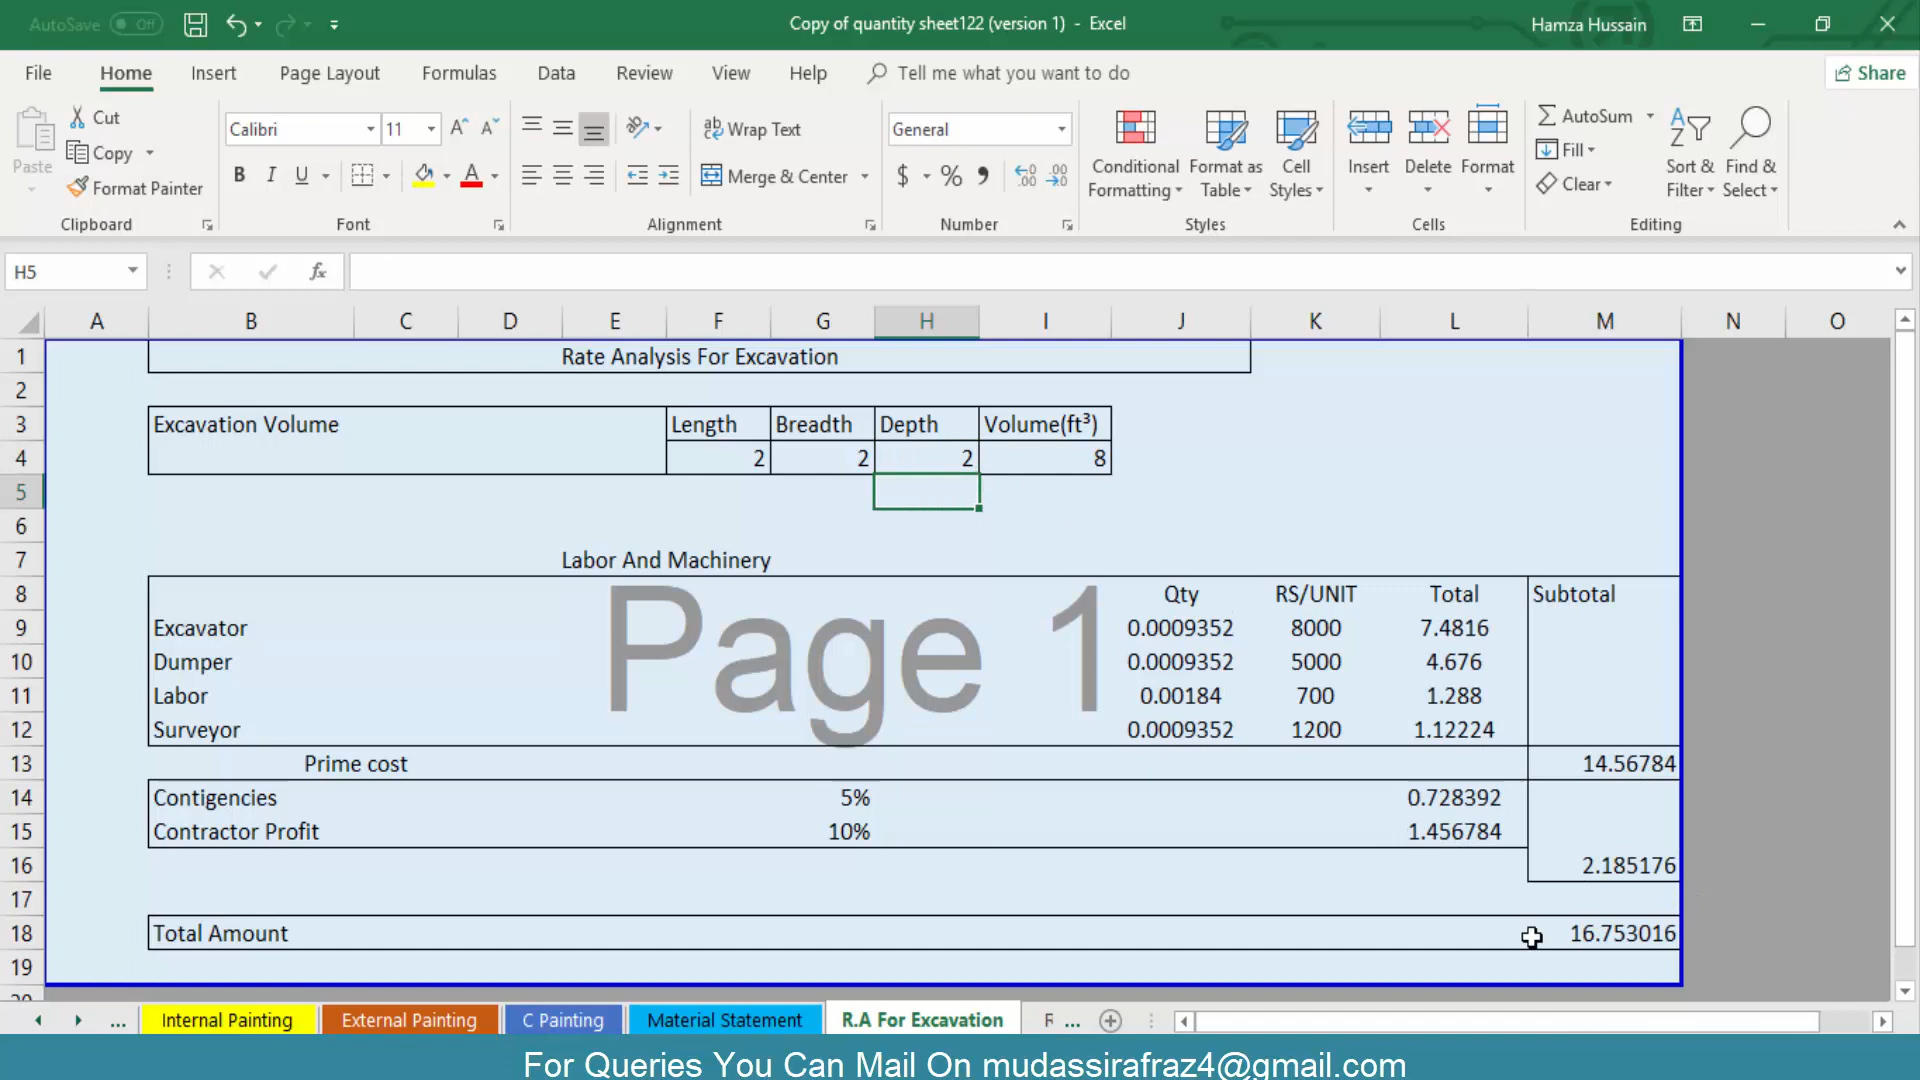 AutoSave Off Copy of quantity sheet122 (version 1) - Excel Hamza Hussain
File Home Insert Page Layout Formulas Data Review View Help Tell me what you want to do Share
Paste Cut Copy Format Painter Clipboard
Calibri 11 A A B I U A Font
ab Wrap Text Merge & Center Alignment
General $ % , .00 .00 Number
Conditional Formatting Format as Table Cell Styles Styles
Insert Delete Format Cells
AutoSum Fill Clear Sort & Filter Find & Select Editing
H5 fx
A B C D E F G H I J K L M N O
1 Rate Analysis For Excavation
2
3 Excavation Volume Length Breadth Depth Volume(ft³)
4 2 2 2 8
5
6
7 Labor And Machinery
8 Qty RS/UNIT Total Subtotal
9 Excavator 0.0009352 8000 7.4816
10 Dumper 0.0009352 5000 4.676
11 Labor 0.00184 700 1.288
12 Surveyor 0.0009352 1200 1.12224
Page 1
13 Prime cost 14.56784
14 Contigencies 5% 0.728392
15 Contractor Profit 10% 1.456784
16 2.185176
17
18 Total Amount 16.753016
19
... Internal Painting External Painting C Painting Material Statement R.A For Excavation R ...
For Queries You Can Mail On mudassirafraz4@gmail.com